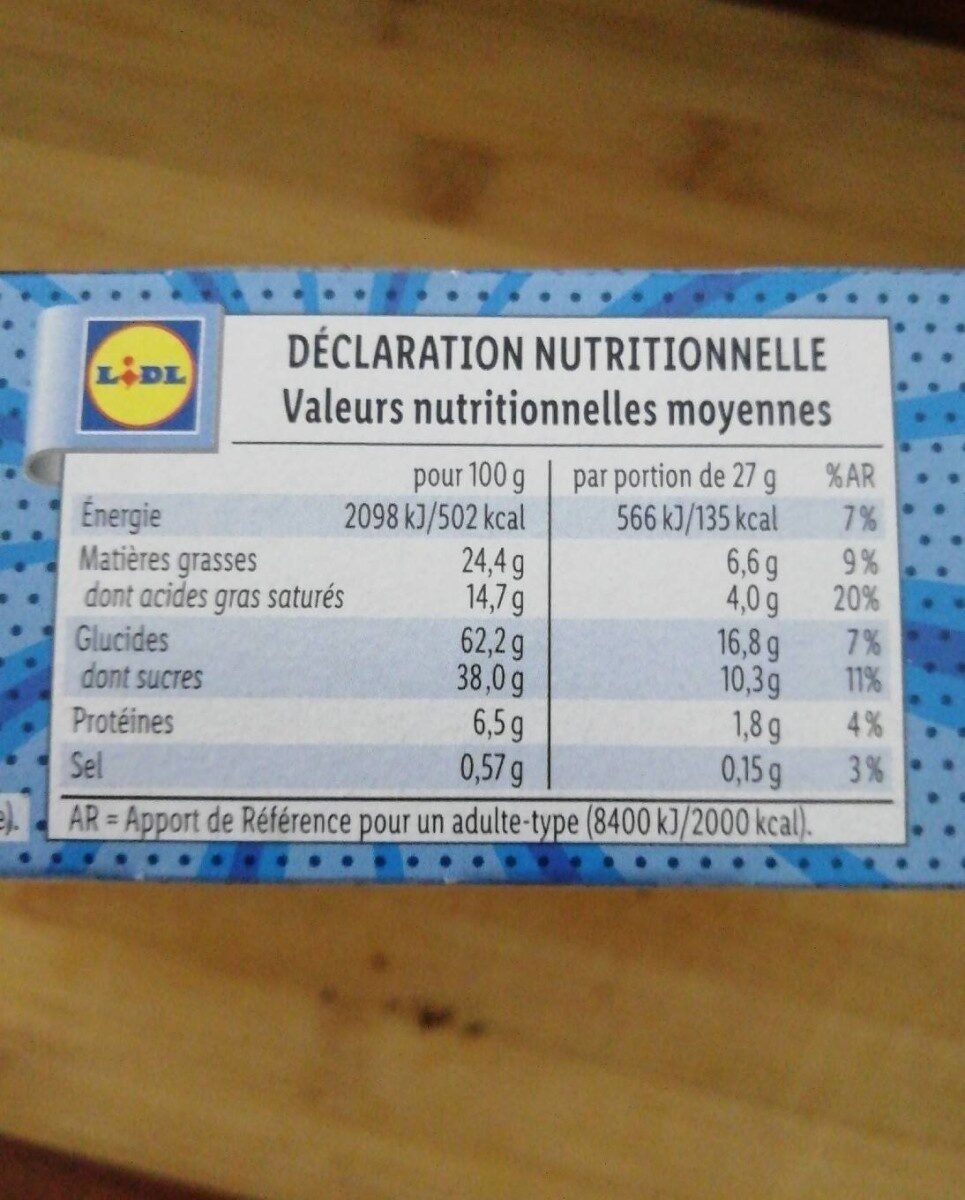 LIDL
DÉCLARATION NUTRITIONNELLE
Valeurs nutritionnelles moyennes
pour 100 g par portion de 27 g %AR
Énergie 2098 kJ/502 kcal 566 kJ/135 kcal 7%
Matières grasses 24,4 g 6,6 g 9%
dont acides gras saturés 14,7 g 4,0 g 20%
Glucides 62,2 g 16,8 g 7%
dont sucres 38,0 g 10,3 g 11%
Protéines 6,5 g 1,8 g 4%
Sel 0,57 g 0,15 g 3%
e). AR = Apport de Référence pour un adulte-type (8400 kJ/2000 kcal).